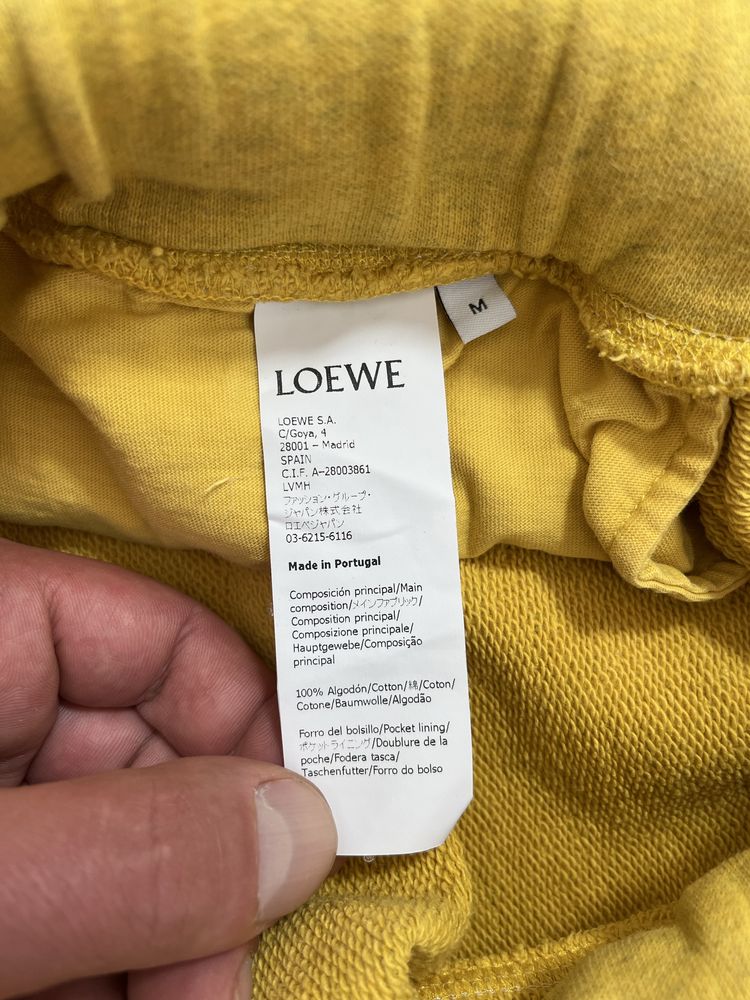 M
LOEWE
LOEWE S.A.
C/Goya, 4
28001 – Madrid
SPAIN
C.I.F. A-28003861
LVMH
ファッション・グループ・
ジャパン株式会社
ロエベジャパン
03-6215-6116
Made in Portugal
Composición principal/Main
composition/メインファブリック/
Composition principal/
Composizione principale/
Hauptgewebe/Composição
principal
100% Algodón/Cotton/綿/Coton/
Cotone/Baumwolle/Algodão
Forro del bolsillo/Pocket lining/
ポケットライニング/Doublure de la
poche/Fodera tasca/
Taschenfutter/Forro do bolso